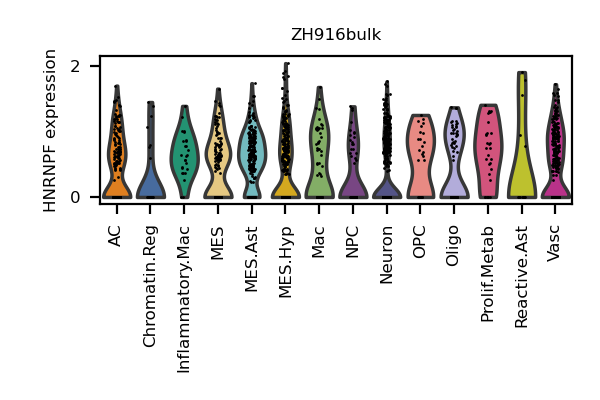 ZH916bulk
HNRNPF expression
2
0
AC
Chromatin.Reg
Inflammatory.Mac
MES
MES.Ast
MES.Hyp
Mac
NPC
Neuron
OPC
Oligo
Prolif.Metab
Reactive.Ast
Vasc